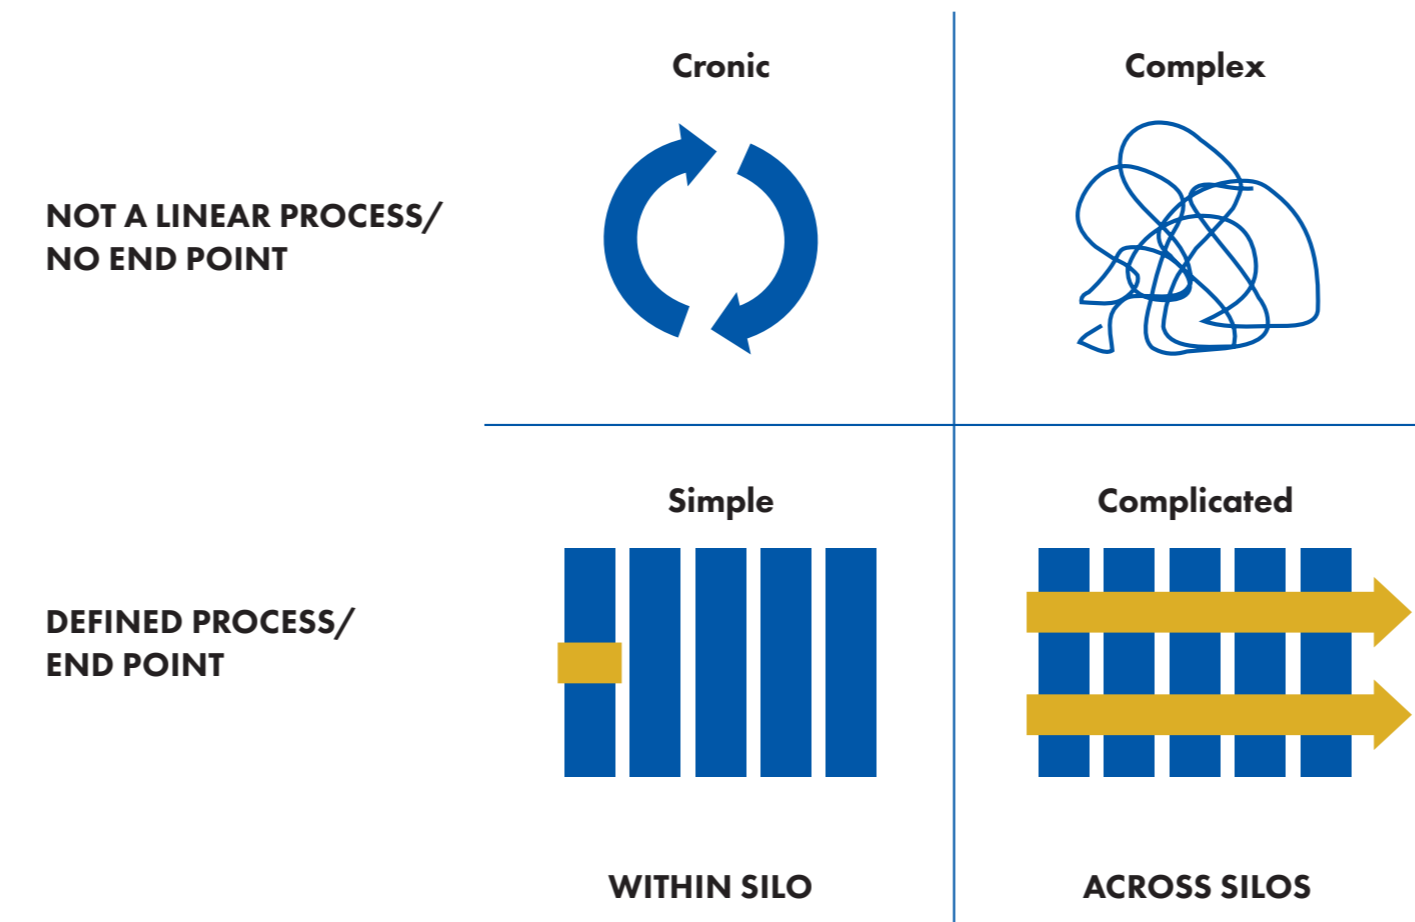 Cronic
Complex
NOT A LINEAR PROCESS/
NO END POINT
Simple
Complicated
DEFINED PROCESS/
END POINT
WITHIN SILO
ACROSS SILOS